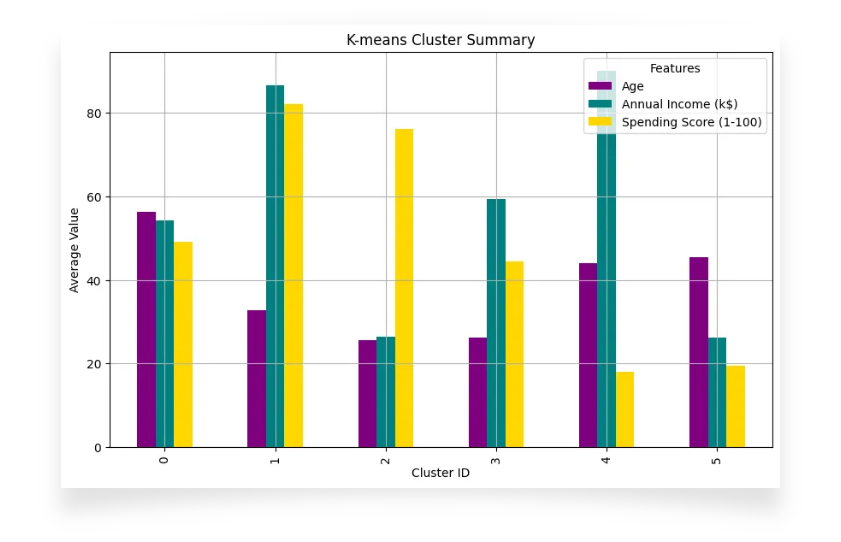 K-means Cluster Summary
Features
Age
Annual Income (k$)
Spending Score (1-100)
Average Value
80
60
40
20
0
0
1
2
3
4
5
Cluster ID